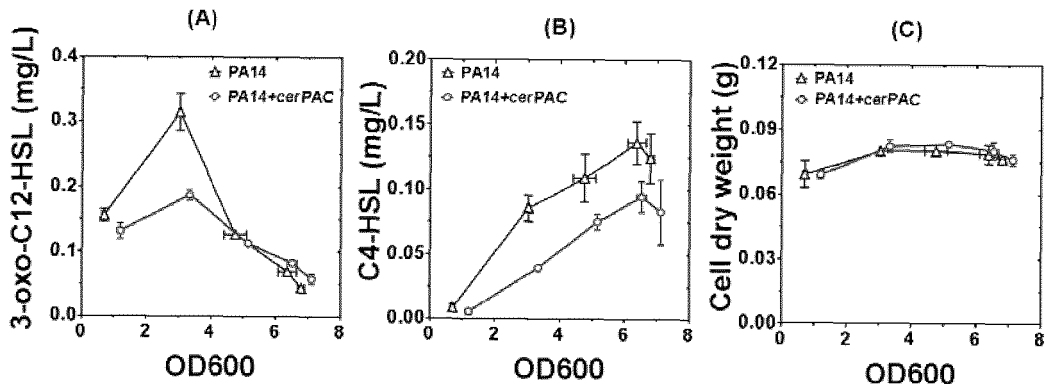 (A)
3-oxo-C12-HSL (mg/L)
0.4
0.3
0.2
0.1
0.0
PA14
PA14+cerPAC
0 2 4 6 8
OD600
(B)
C4-HSL (mg/L)
0.20
0.15
0.10
0.05
0.00
PA14
PA14+cerPAC
0 2 4 6 8
OD600
(C)
Cell dry weight (g)
0.12
0.09
0.06
0.03
0.00
PA14
PA14+cerPAC
0 2 4 6 8
OD600